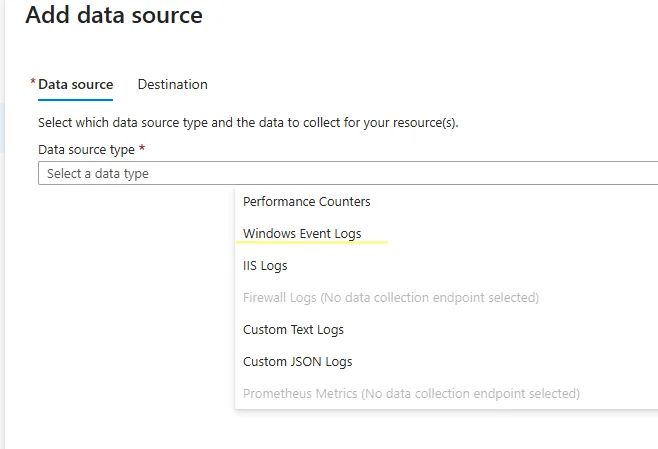 Add data source
* Data source Destination
Select which data source type and the data to collect for your resource(s).
Data source type *
Select a data type
Performance Counters
Windows Event Logs
IIS Logs
Firewall Logs (No data collection endpoint selected)
Custom Text Logs
Custom JSON Logs
Prometheus Metrics (No data collection endpoint selected)